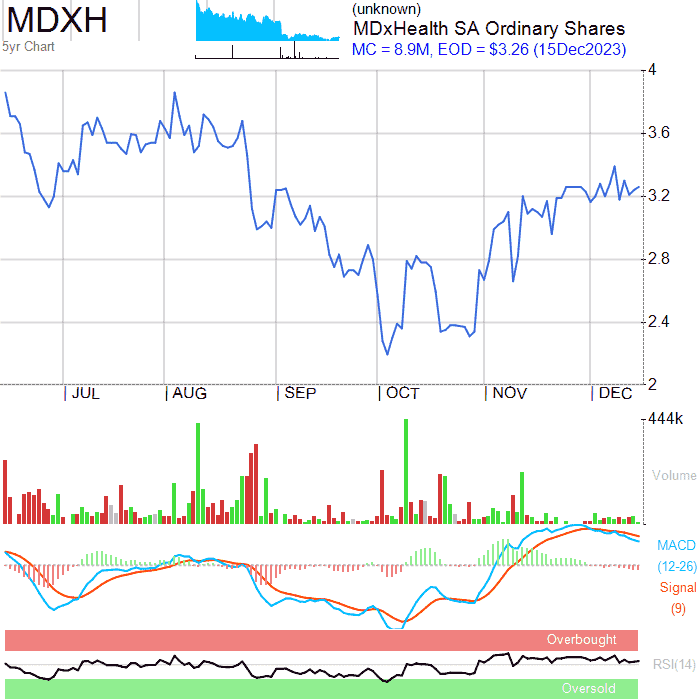 MDXH
5yr Chart
(unknown)
MDxHealth SA Ordinary Shares
MC = 8.9M, EOD = $3.26 (15Dec2023)
4
3.6
3.2
2.8
2.4
2
JUL AUG SEP OCT NOV DEC
444k
Volume
MACD
(12-26)
Signal
(9)
Overbought
RSI(14)
Oversold